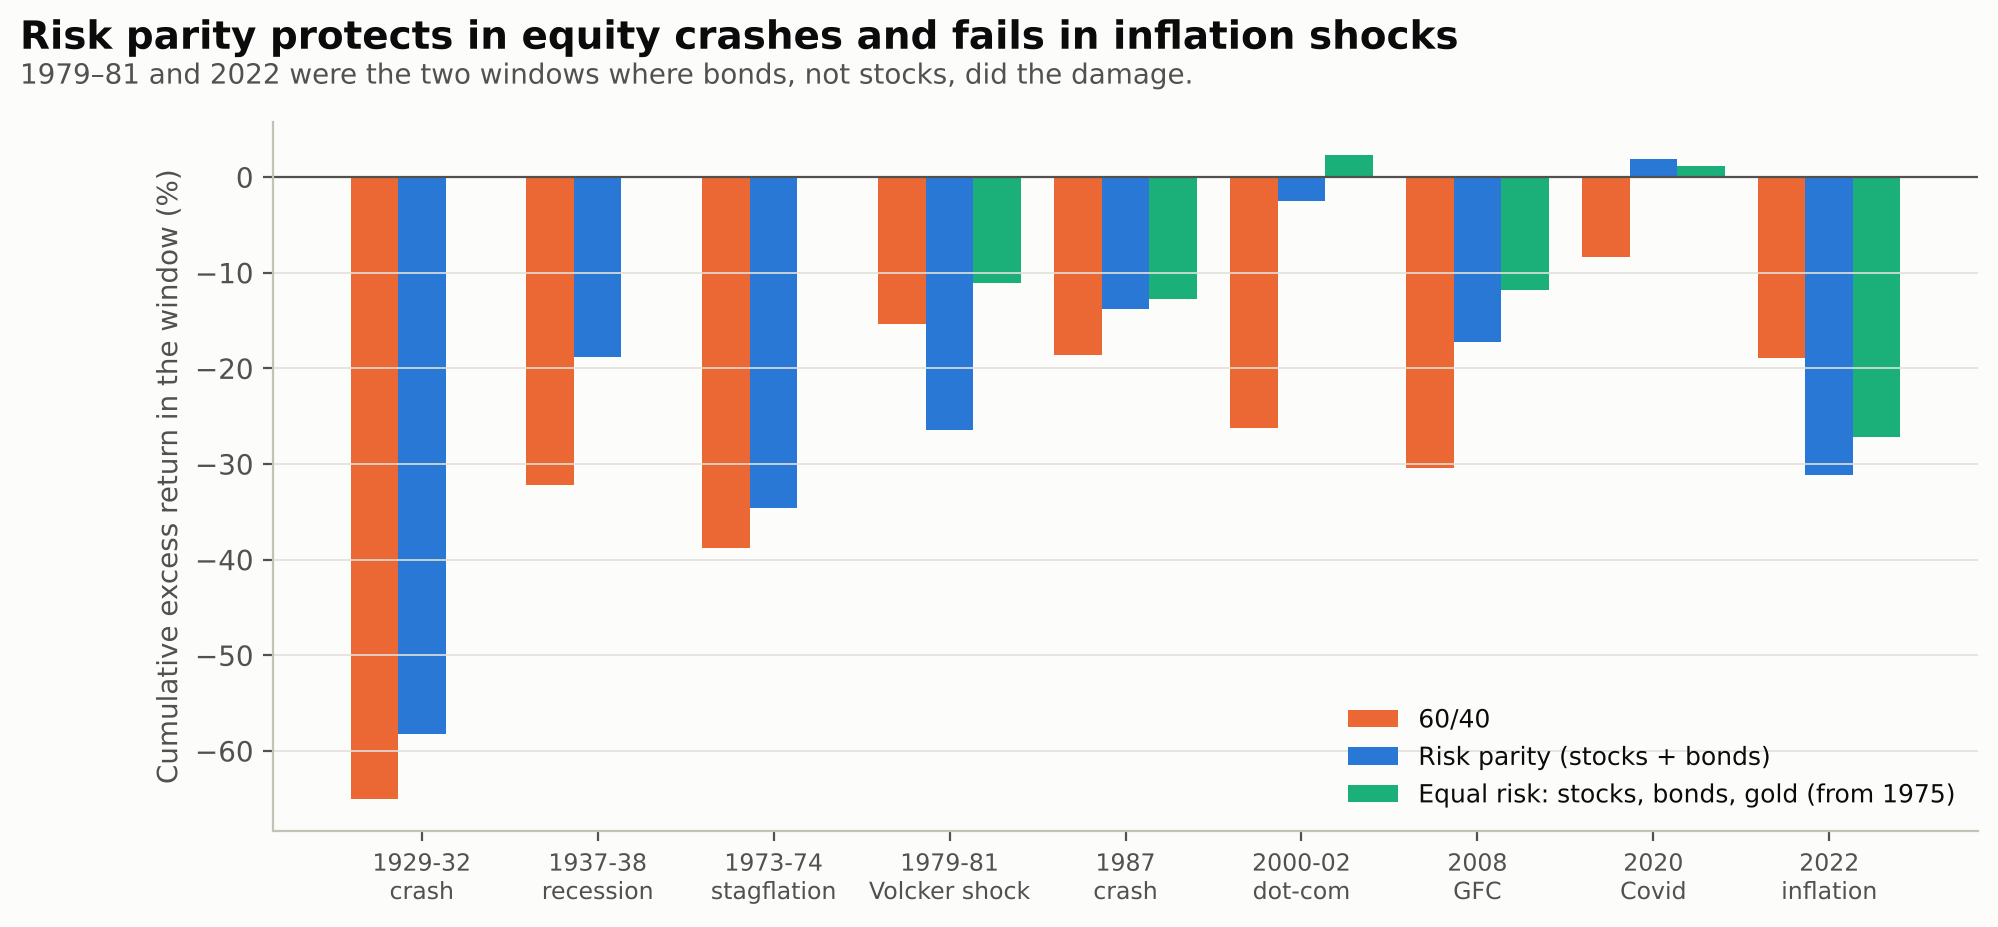 Risk parity protects in equity crashes and fails in inflation shocks
1979–81 and 2022 were the two windows where bonds, not stocks, did the damage.
Cumulative excess return in the window (%)
0
−10
−20
−30
−40
−50
−60
60/40
Risk parity (stocks + bonds)
Equal risk: stocks, bonds, gold (from 1975)
1929-32
crash
1937-38
recession
1973-74
stagflation
1979-81
Volcker shock
1987
crash
2000-02
dot-com
2008
GFC
2020
Covid
2022
inflation